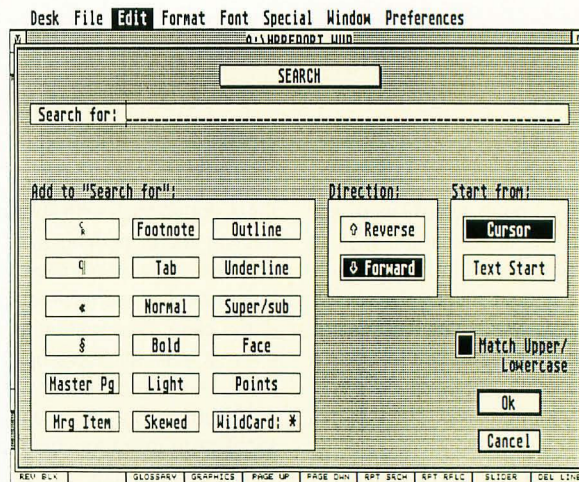 Desk File Edit Format Font Special Window Preferences
SEARCH
Search for:
Add to "Search for":
Direction:
Start from:
Footnote
Outline
⇧ Reverse
Cursor
¶
Tab
Underline
⇩ Forward
Text Start
Normal
Super/sub
§
Bold
Face
Match Upper/
Lowercase
Master Pg
Light
Points
Ok
Mrg Item
Skewed
WildCard: *
Cancel
REV BLK GLOSSARY GRAPHICS PAGE UP PAGE DWN RPT SRCH RPT RPLC SLIDER DEL LINE